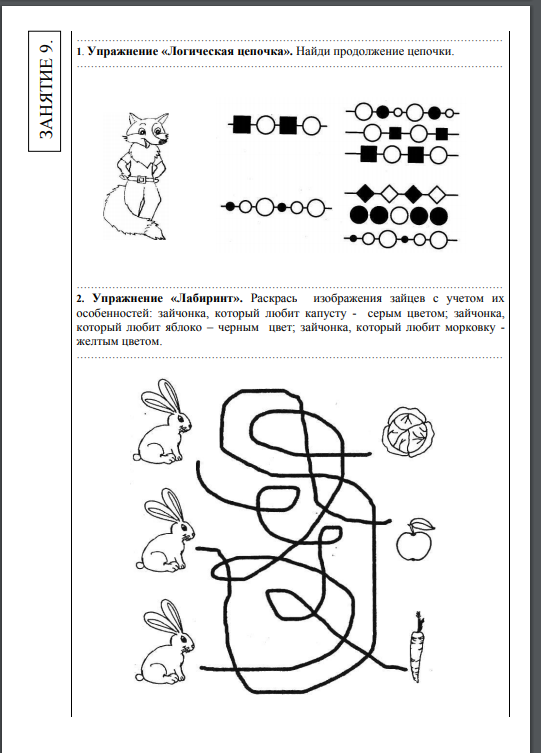 ЗАНЯТИЕ 9.
1. Упражнение «Логическая цепочка». Найди продолжение цепочки.
2. Упражнение «Лабиринт». Раскрась изображения зайцев с учетом их
особенностей: зайчонка, который любит капусту - серым цветом; зайчонка,
который любит яблоко – черным цвет; зайчонка, который любит морковку -
желтым цветом.